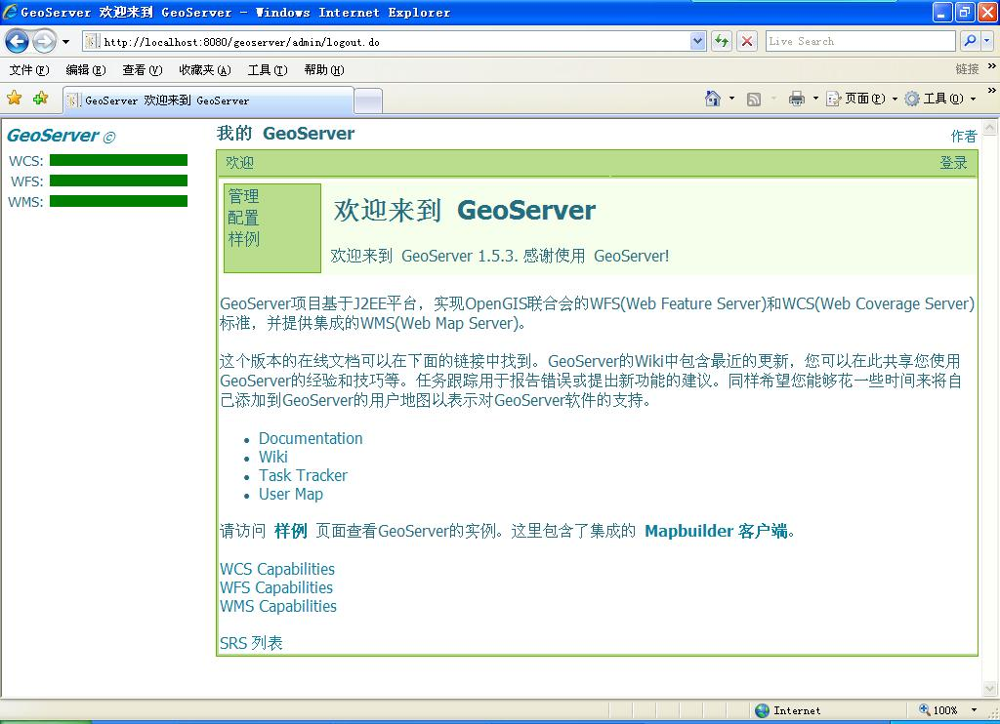 GeoServer 欢迎来到 GeoServer - Windows Internet Explorer
http://localhost:8080/geoserver/admin/logout.do
Live Search
文件(F) 编辑(E) 查看(V) 收藏夹(A) 工具(T) 帮助(H)
链接 »
GeoServer 欢迎来到 GeoServer
页面(P) 工具(O) »
GeoServer ©
WCS:
WFS:
WMS:
我的 GeoServer
作者
欢迎
登录
管理
配置
样例
欢迎来到 GeoServer
欢迎来到 GeoServer 1.5.3. 感谢使用 GeoServer!
GeoServer项目基于J2EE平台，实现OpenGIS联合会的WFS(Web Feature Server)和WCS(Web Coverage Server)
标准，并提供集成的WMS(Web Map Server)。
这个版本的在线文档可以在下面的链接中找到。GeoServer的Wiki中包含最近的更新，您可以在此共享您使用
GeoServer的经验和技巧等。任务跟踪用于报告错误或提出新功能的建议。同样希望您能够花一些时间来将自
己添加到GeoServer的用户地图以表示对GeoServer软件的支持。
• Documentation
• Wiki
• Task Tracker
• User Map
请访问 样例 页面查看GeoServer的实例。这里包含了集成的 Mapbuilder 客户端。
WCS Capabilities
WFS Capabilities
WMS Capabilities
SRS 列表
Internet
100%